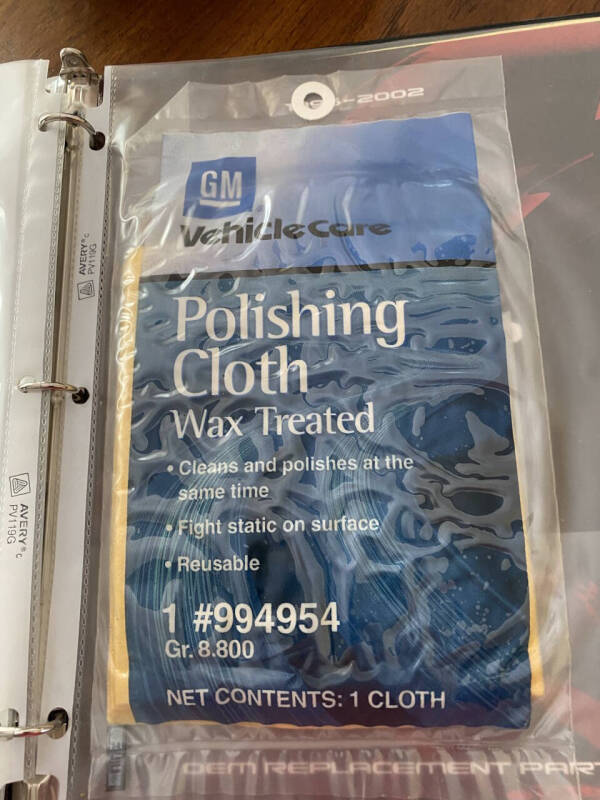 -2002
GM
VehicleCare
Polishing
Cloth
Wax Treated
• Cleans and polishes at the
same time
• Fight static on surface
• Reusable
1 #994954
Gr. 8.800
NET CONTENTS: 1 CLOTH
OEM REPLACEMENT PAR
AVERY® c
PV119G
AVERY® c
PV119G